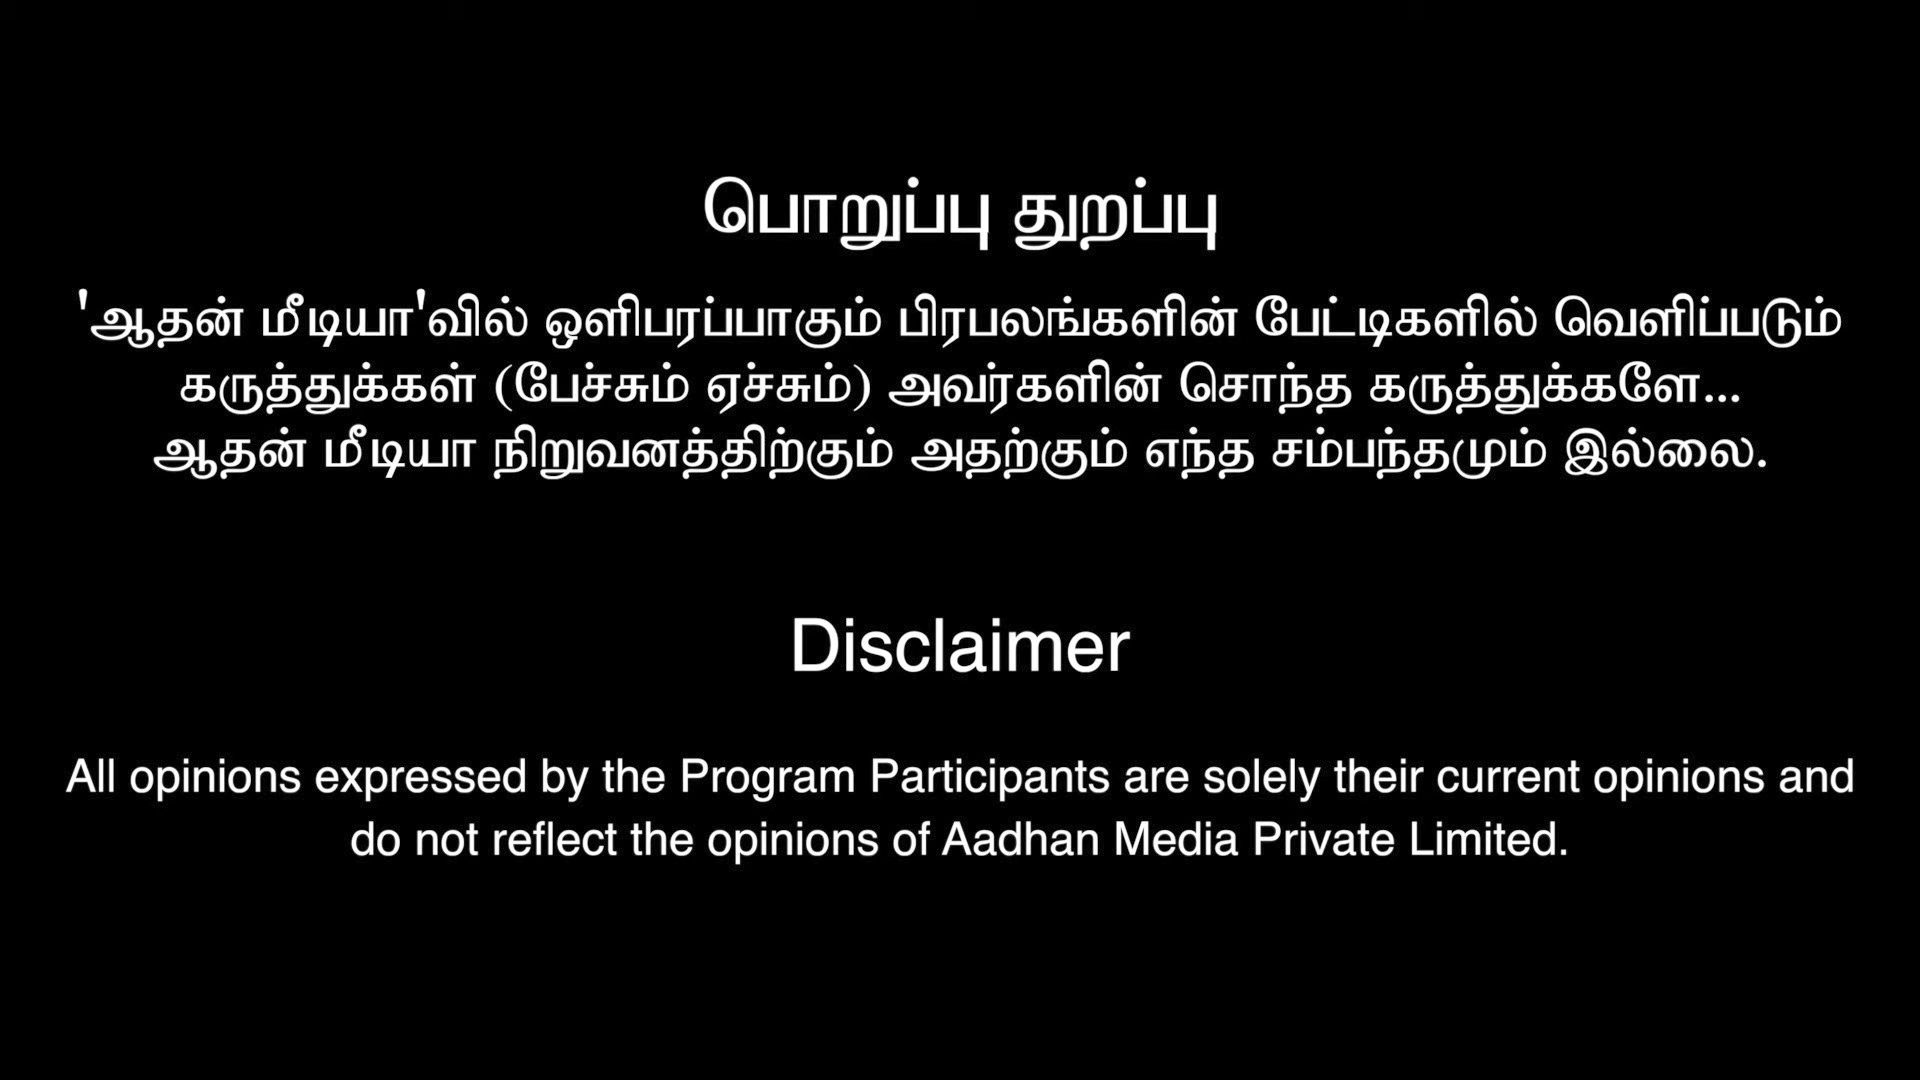 பொறுப்பு துறப்பு
'ஆதன் மீடியா'வில் ஒளிபரப்பாகும் பிரபலங்களின் பேட்டிகளில் வெளிப்படும்
கருத்துக்கள் (பேச்சும் ஏச்சும்) அவர்களின் சொந்த கருத்துக்களே...
ஆதன் மீடியா நிறுவனத்திற்கும் அதற்கும் எந்த சம்பந்தமும் இல்லை.
Disclaimer
All opinions expressed by the Program Participants are solely their current opinions and
do not reflect the opinions of Aadhan Media Private Limited.